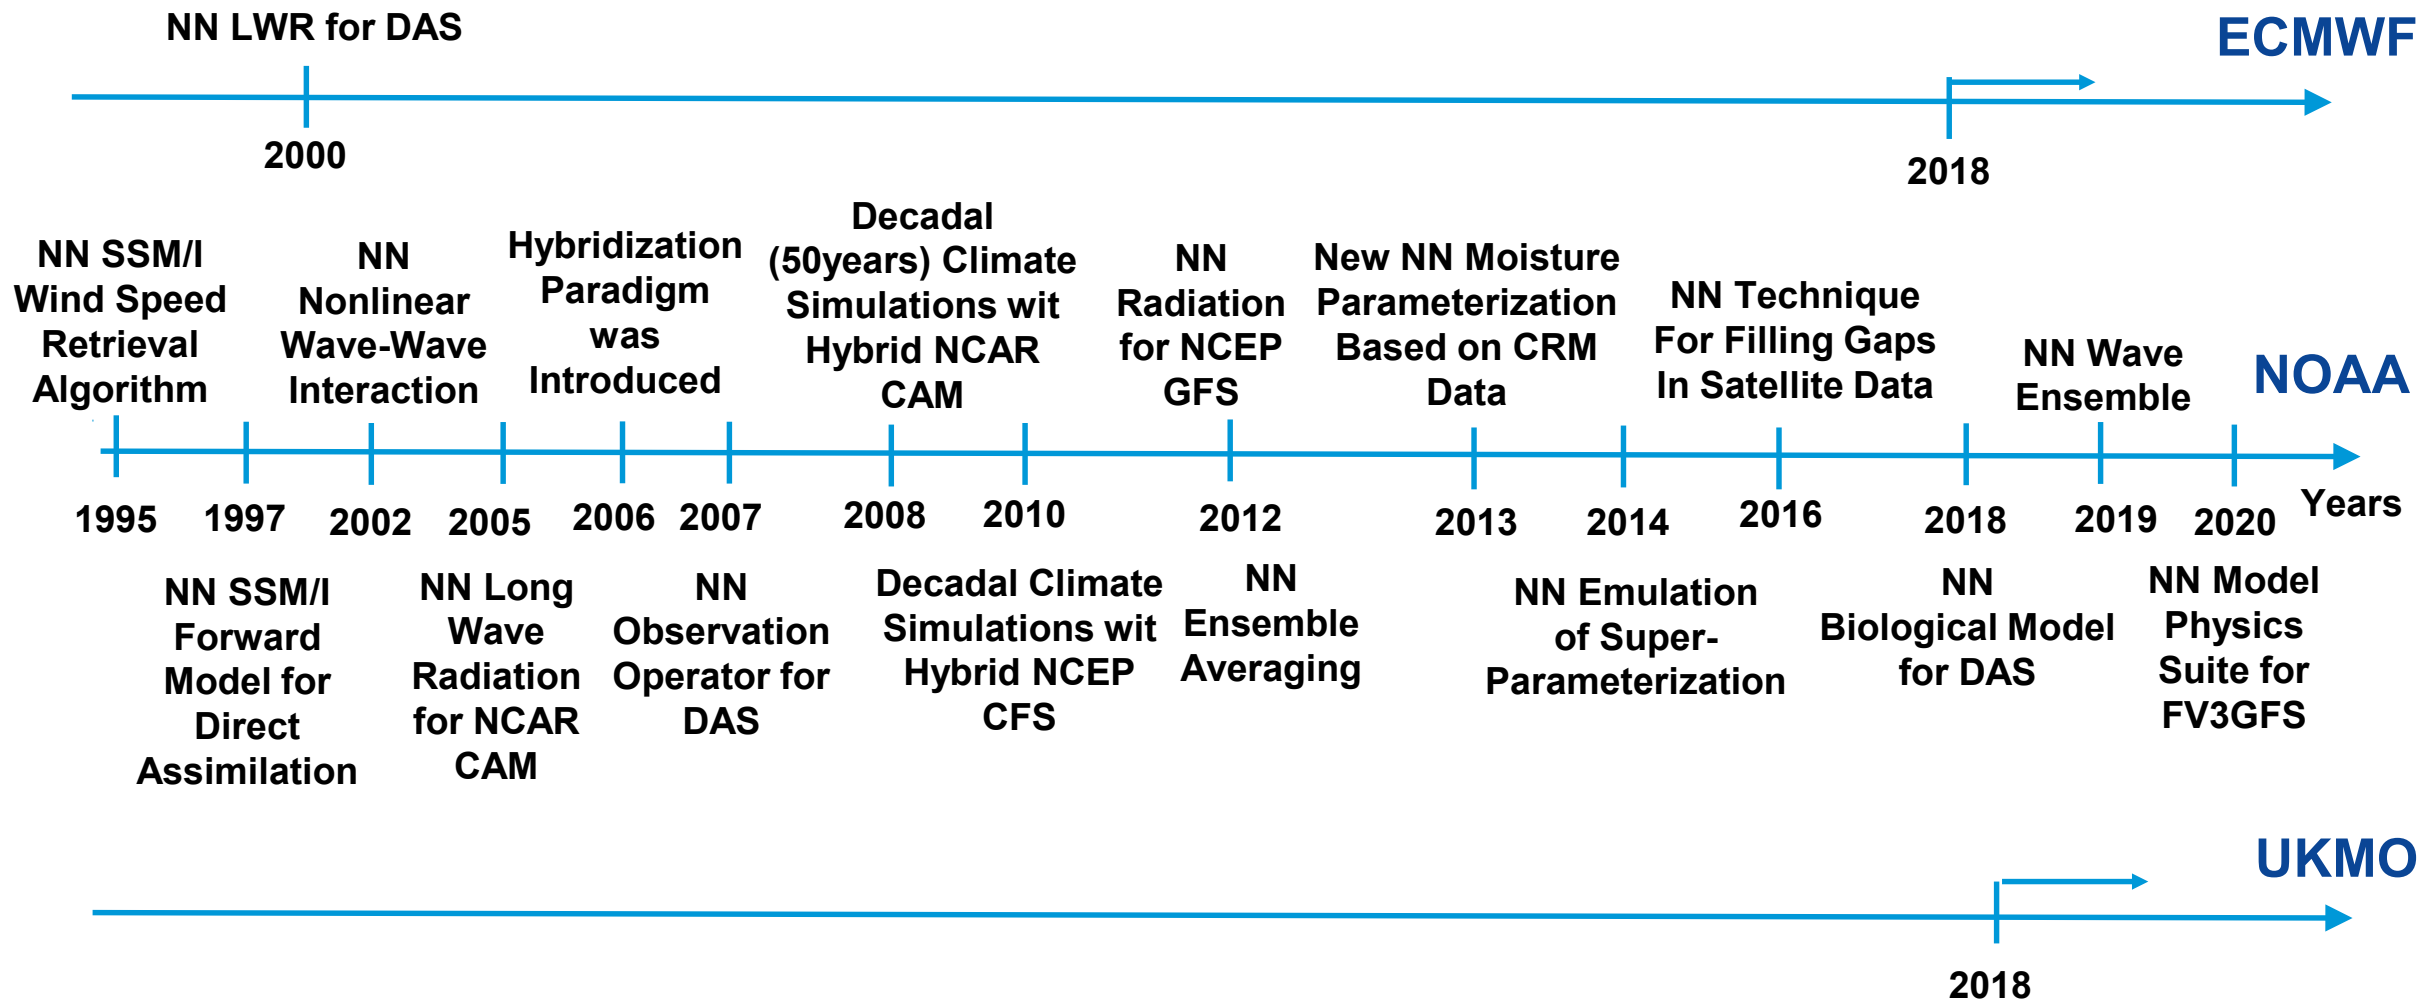 NN LWR for DAS
ECMWF
2000
2018
NN SSM/I
Wind Speed
Retrieval
Algorithm
NN
Nonlinear
Wave-Wave
Interaction
Hybridization
Paradigm
was
Introduced
Decadal
(50years) Climate
Simulations wit
Hybrid NCAR
CAM
NN
Radiation
for NCEP
GFS
New NN Moisture
Parameterization
Based on CRM
Data
NN Technique
For Filling Gaps
In Satellite Data
NN Wave
Ensemble
NOAA
1995 1997 2002 2005 2006 2007 2008 2010 2012 2013 2014 2016 2018 2019 2020 Years
NN SSM/I
Forward
Model for
Direct
Assimilation
NN Long
Wave
Radiation
for NCAR
CAM
NN
Observation
Operator for
DAS
Decadal Climate
Simulations wit
Hybrid NCEP
CFS
NN
Ensemble
Averaging
NN Emulation
of Super-
Parameterization
NN
Biological Model
for DAS
NN Model
Physics
Suite for
FV3GFS
UKMO
2018